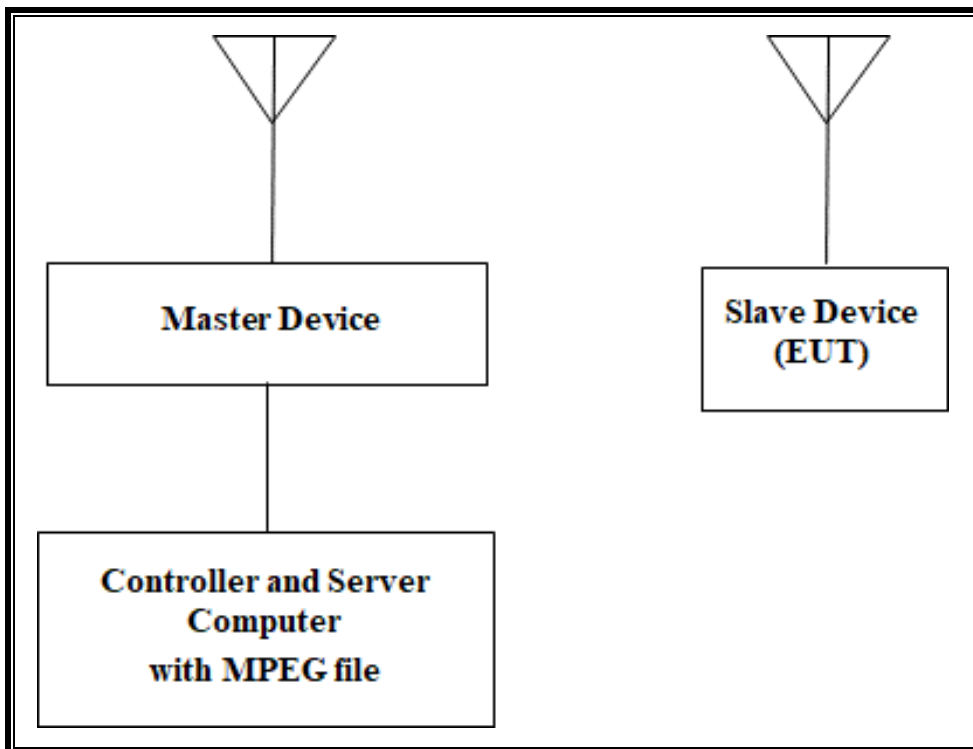 Master Device
Slave Device
(EUT)
Controller and Server
Computer
with MPEG file